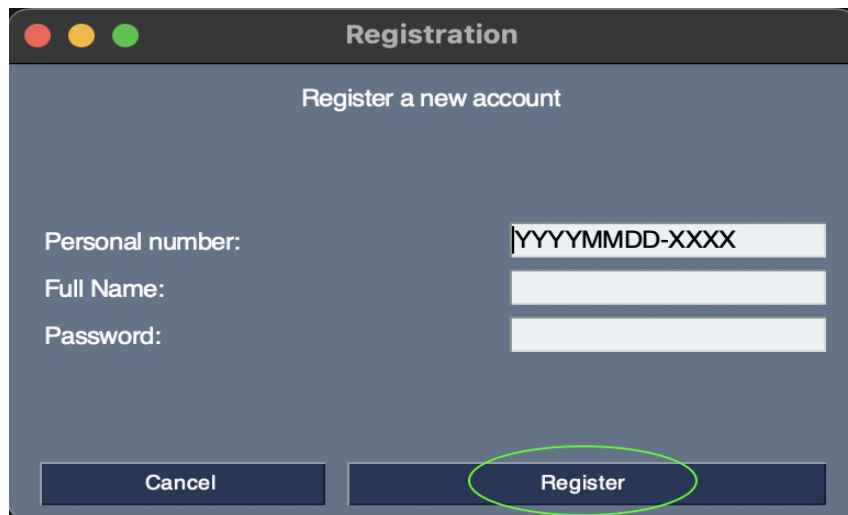 Registration
Register a new account
Personal number: YYYYMMDD-XXXX
Full Name:
Password:
Cancel Register